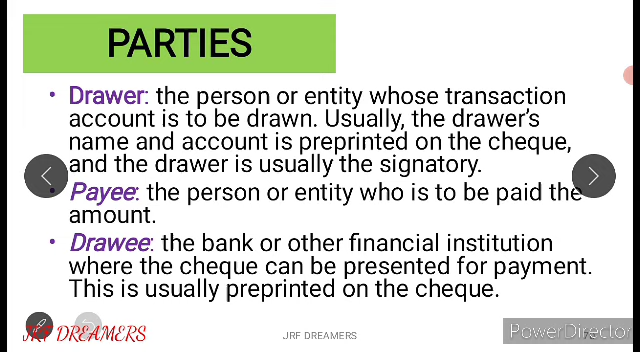 PARTIES
• Drawer: the person or entity whose transaction
account is to be drawn. Usually, the drawer's
name and account is preprinted on the cheque,
and the drawer is usually the signatory.
• Payee: the person or entity who is to be paid the
amount.
• Drawee: the bank or other financial institution
where the cheque can be presented for payment.
This is usually preprinted on the cheque.
JRF DREAMERS
JRF DREAMERS
PowerDirector